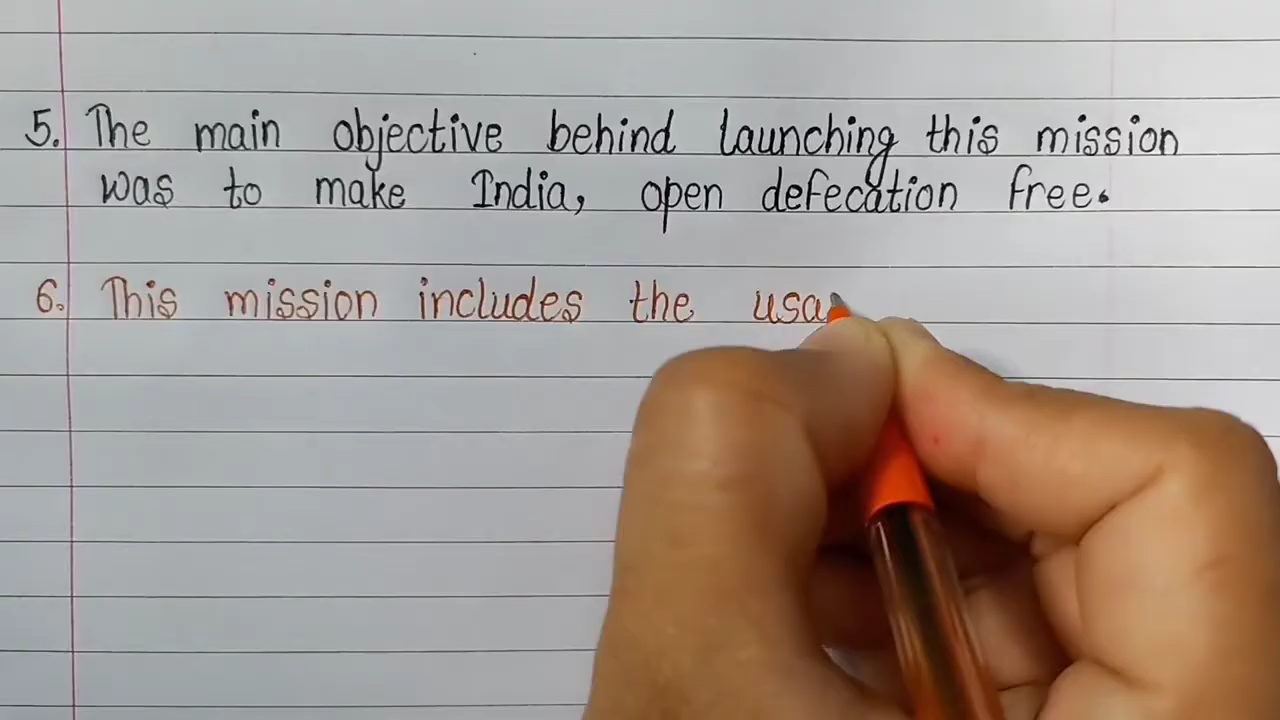 5. The main objective behind launching this mission
was to make India, open defecation free.
6. This mission includes the usa